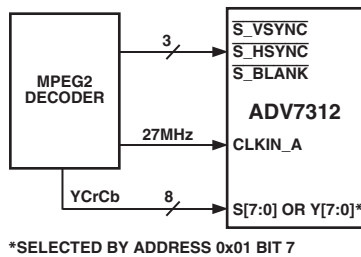 3
S_VSYNC
S_HSYNC
S_BLANK
MPEG2
DECODER
ADV7312
27MHz
CLKIN_A
YCrCb
8
S[7:0] OR Y[7:0]*
*SELECTED BY ADDRESS 0x01 BIT 7